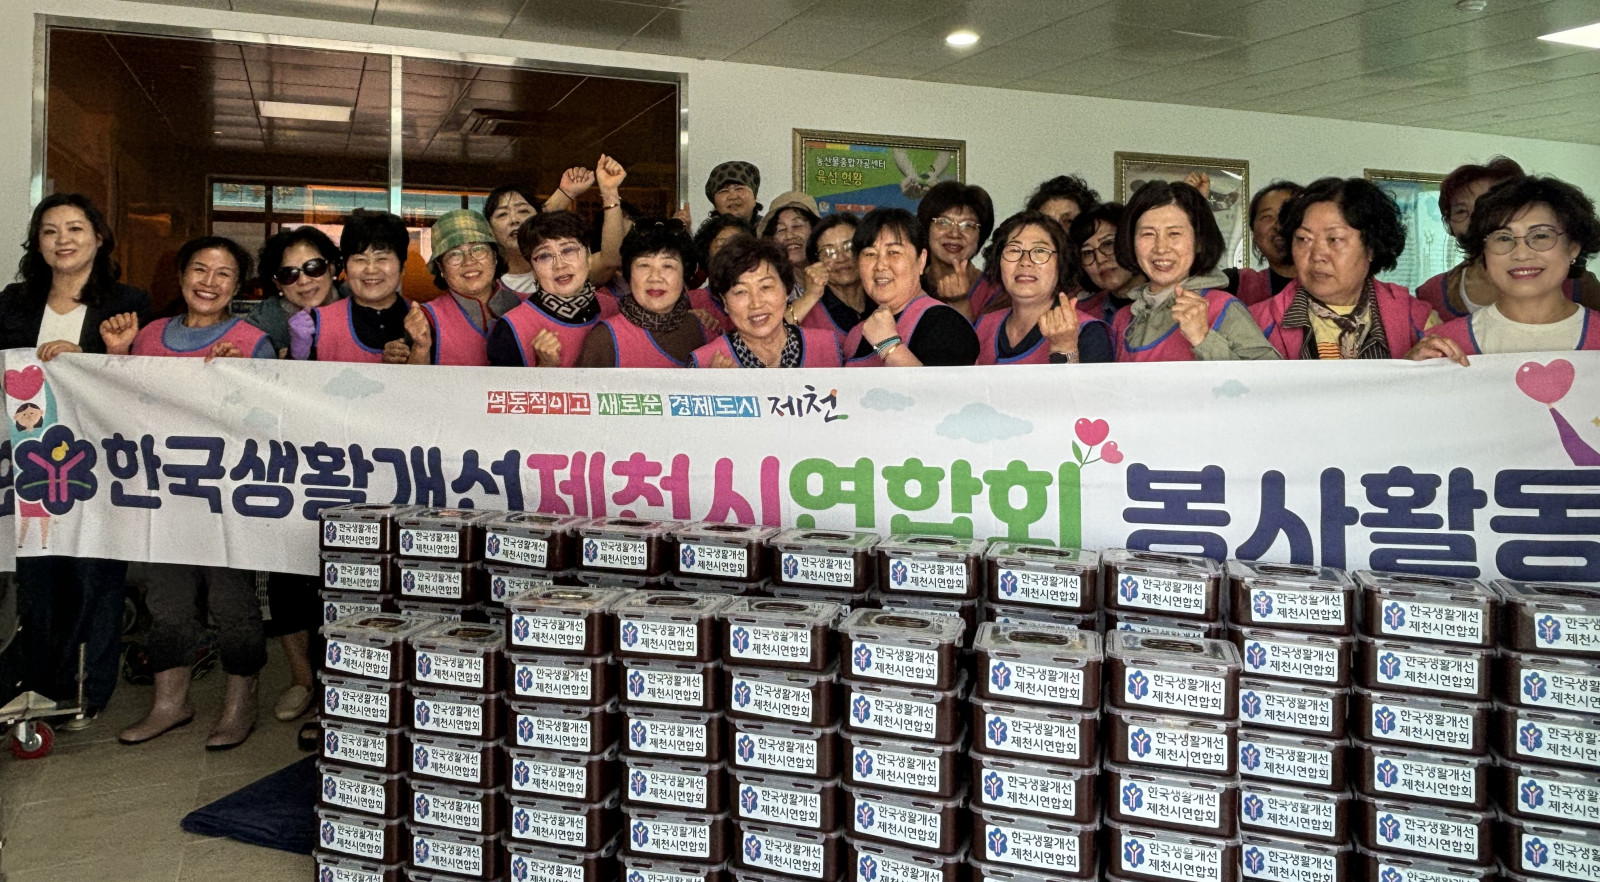 농산물종합가공센터
육성 현황
역동적이고 새로운 경제도시 제천
한국생활개선제천시연합회 봉사활동
한국생활개선
제천시연합회